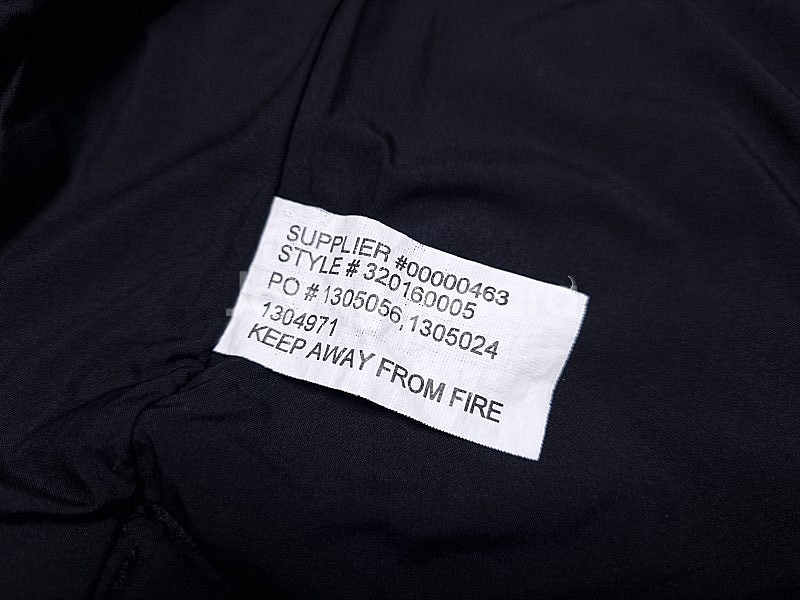 SUPPLIER #00000463
STYLE # 320160005
PO # 1305056,1305024
1304971
KEEP AWAY FROM FIRE